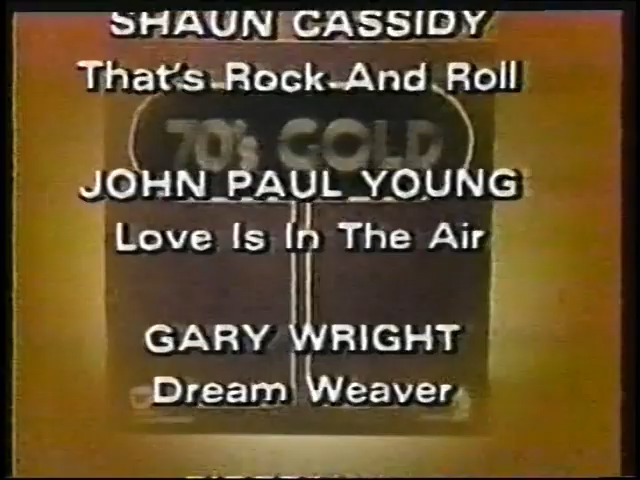 SHAUN CASSIDY
That's Rock And Roll
70's GOLD
JOHN PAUL YOUNG
Love Is In The Air
GARY WRIGHT
Dream Weaver